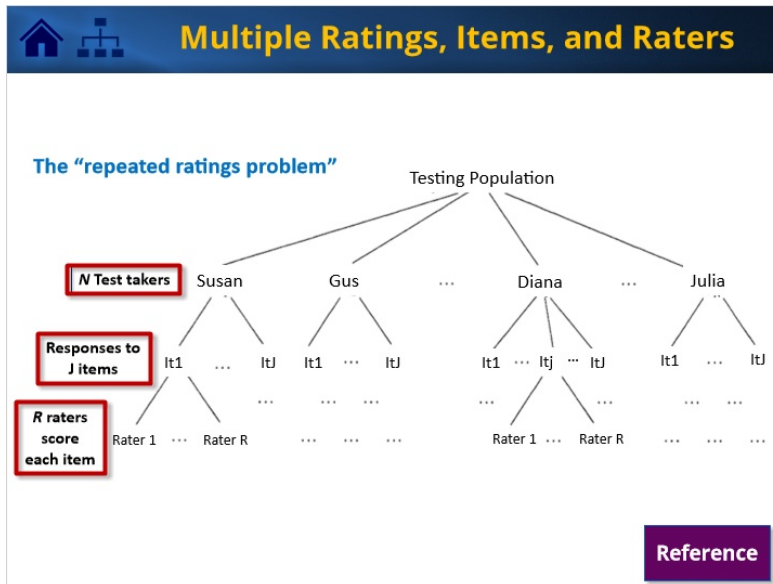 Multiple Ratings, Items, and Raters
The “repeated ratings problem”
Testing Population
N Test takers
Susan Gus ... Diana ... Julia
Responses to
J items
It1 ... ItJ It1 ... ItJ It1 ... Itj ... ItJ It1 ... ItJ
... ... ... ... ... ... ... ...
R raters
score
each item
Rater 1 ... Rater R ... ... ... Rater 1 ... Rater R ... ... ...
Reference